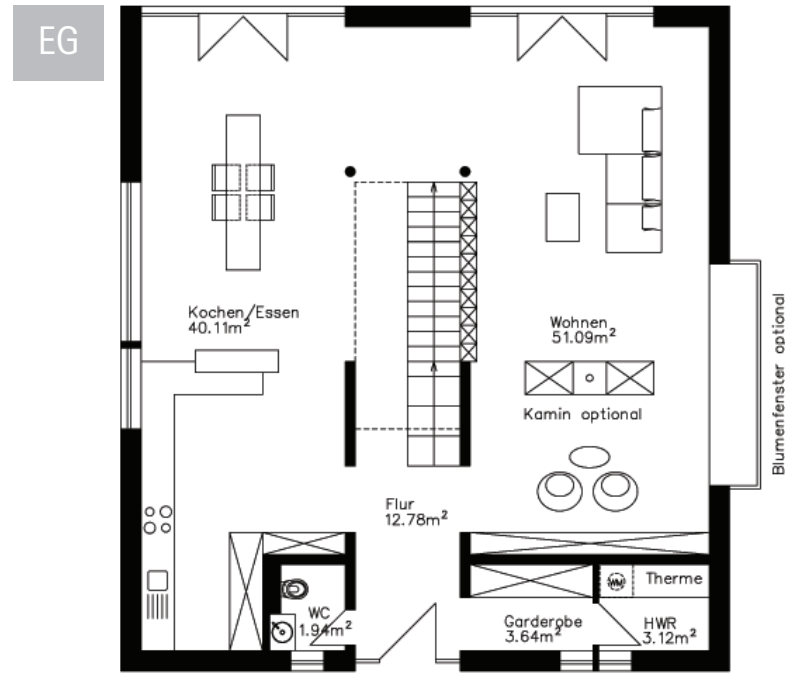 EG
Kochen/Essen
40.11m²
Wohnen
51.09m²
Kamin optional
Blumenfenster optional
Flur
12.78m²
WM
Therme
WC
1.94m²
Garderobe
3.64m²
HWR
3.12m²